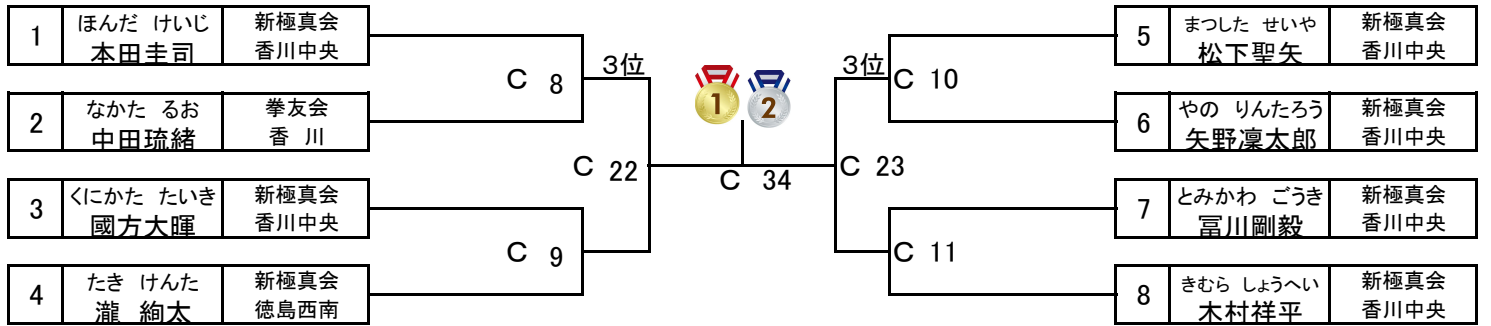 1
ほんだ けいじ
本田圭司
新極真会
香川中央
2
なかた るお
中田琉緒
拳友会
香 川
3
くにかた たいき
國方大暉
新極真会
香川中央
4
たき けんた
瀧 絢太
新極真会
徳島西南
C 8
C 9
3位
C 22
1
2
C 34
3位
C 23
C 10
C 11
5
まつした せいや
松下聖矢
新極真会
香川中央
6
やの りんたろう
矢野凜太郎
新極真会
香川中央
7
とみかわ ごうき
冨川剛毅
新極真会
香川中央
8
きむら しょうへい
木村祥平
新極真会
香川中央